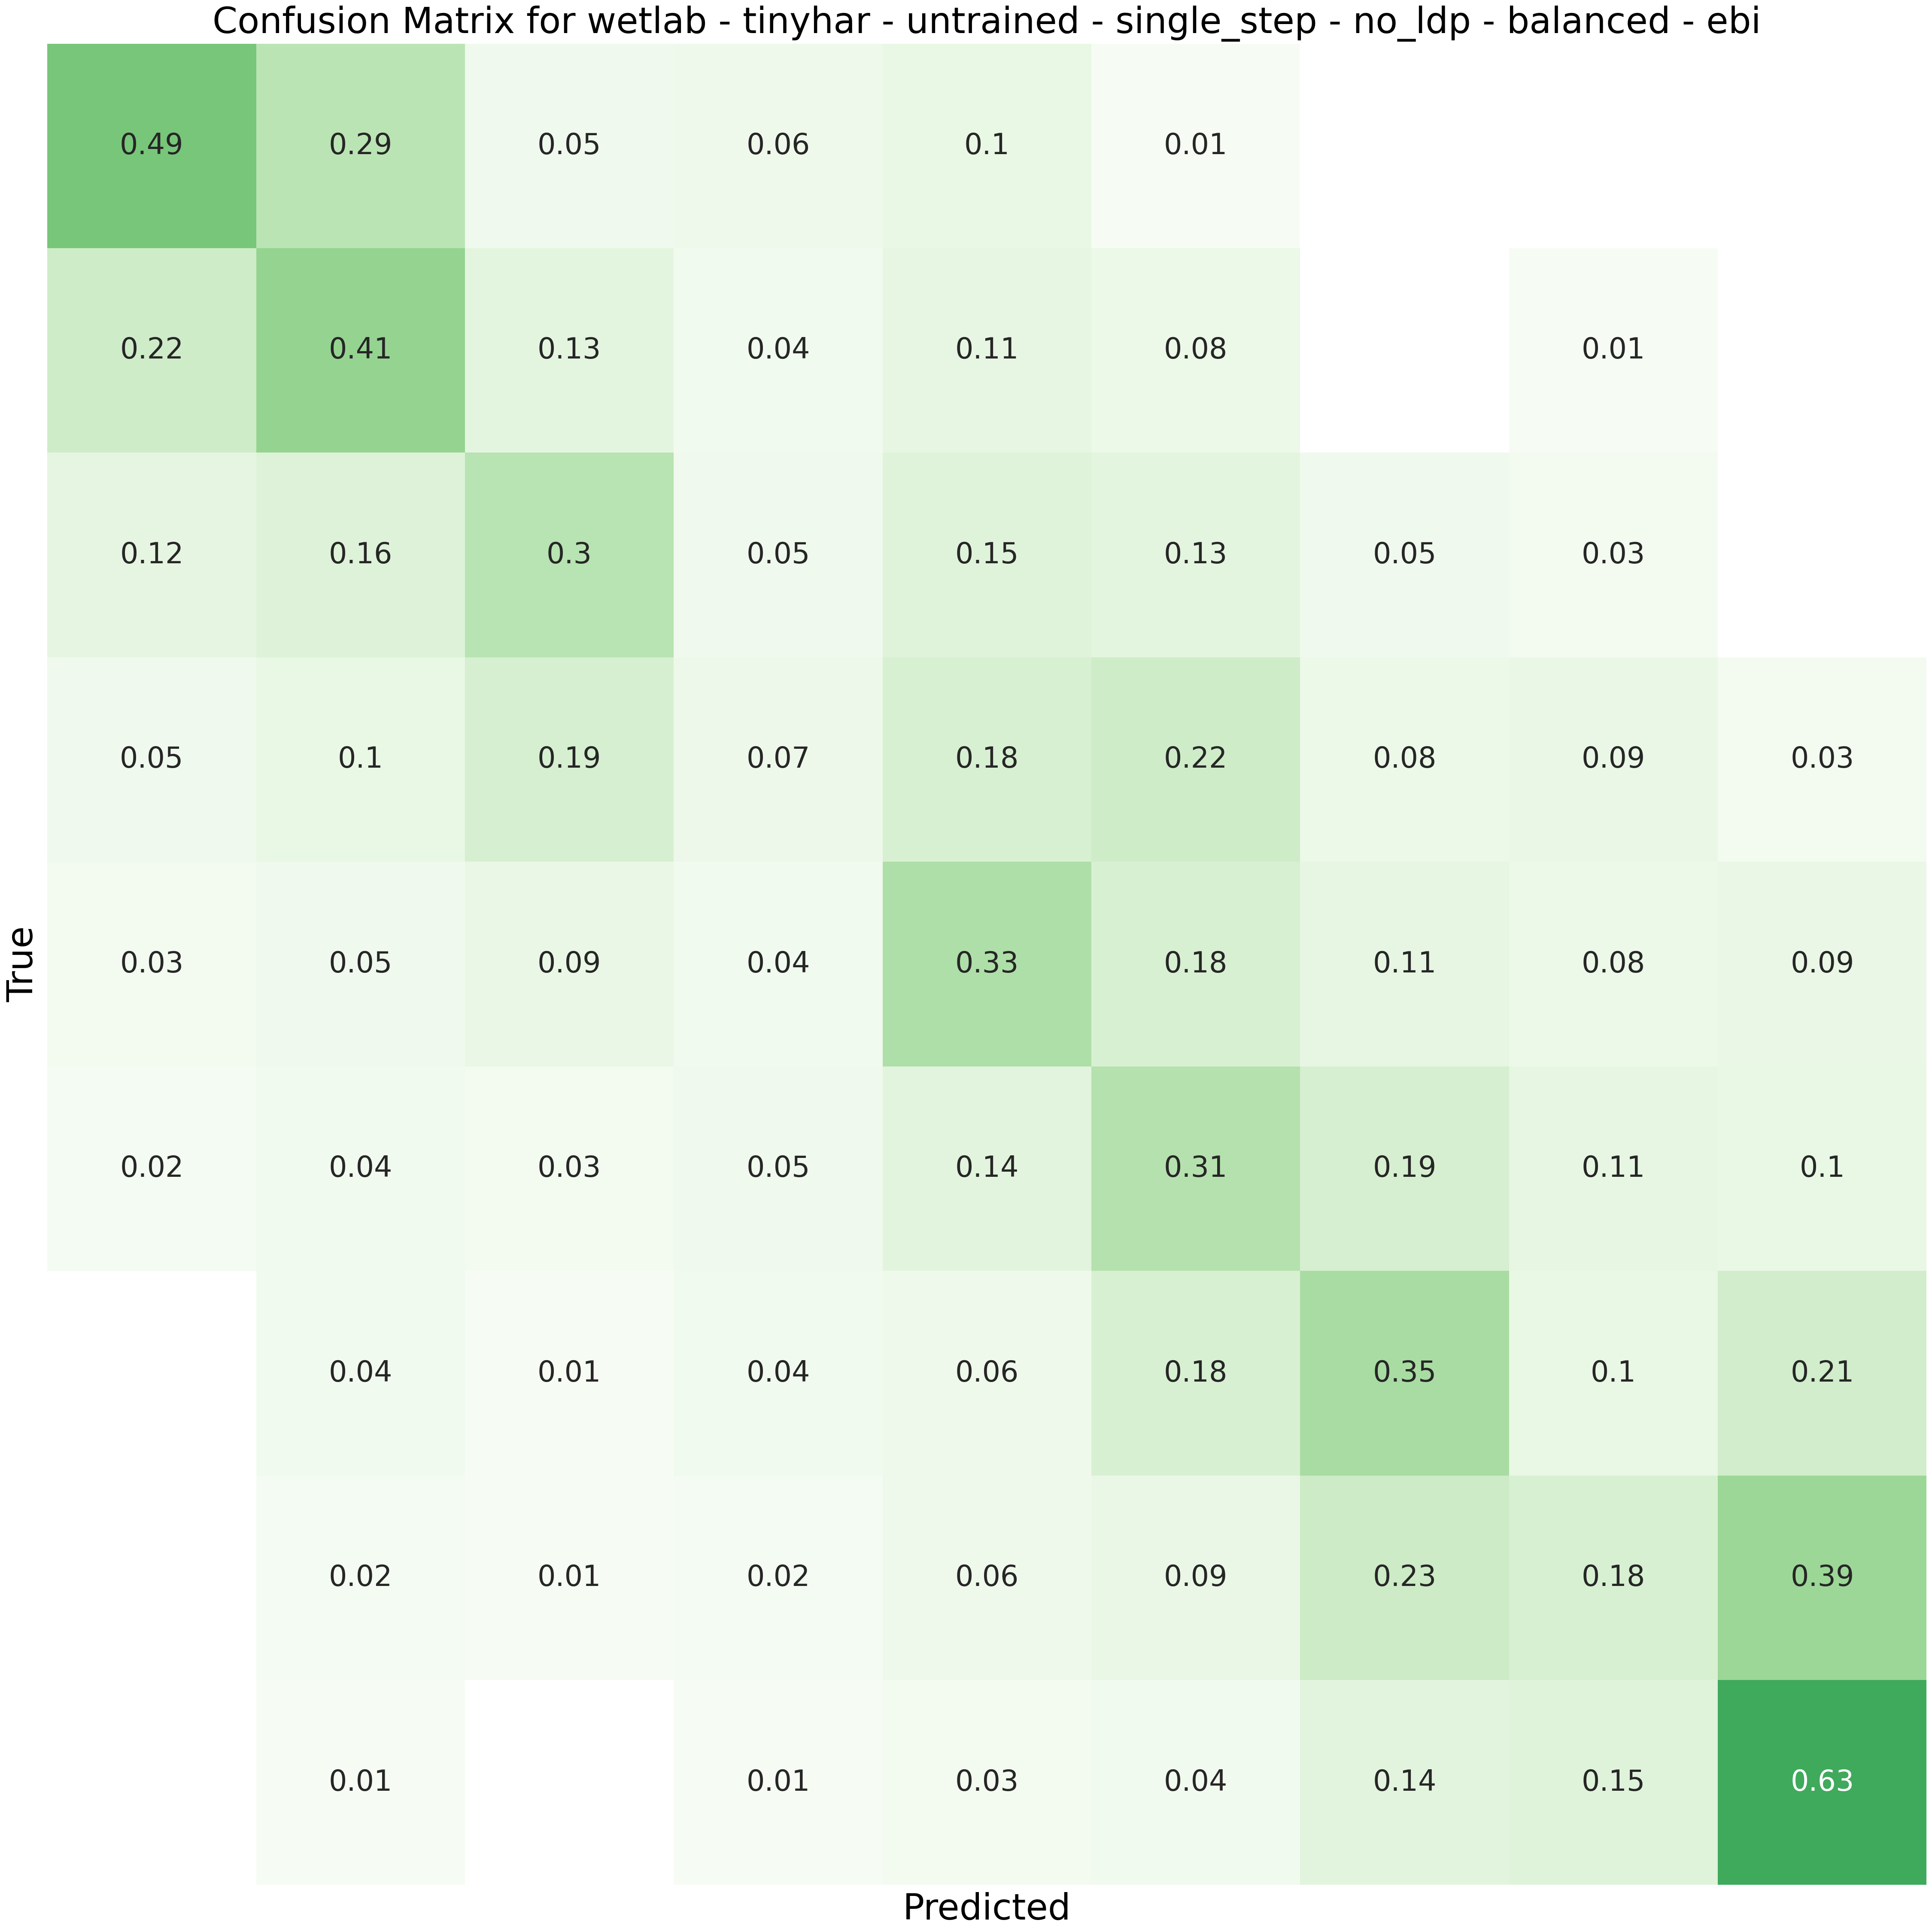 Confusion Matrix for wetlab - tinyhar - untrained - single_step - no_ldp - balanced - ebi
0.49 0.29 0.05 0.06 0.1 0.01
0.22 0.41 0.13 0.04 0.11 0.08 0.01
0.12 0.16 0.3 0.05 0.15 0.13 0.05 0.03
0.05 0.1 0.19 0.07 0.18 0.22 0.08 0.09 0.03
True
0.03 0.05 0.09 0.04 0.33 0.18 0.11 0.08 0.09
0.02 0.04 0.03 0.05 0.14 0.31 0.19 0.11 0.1
0.04 0.01 0.04 0.06 0.18 0.35 0.1 0.21
0.02 0.01 0.02 0.06 0.09 0.23 0.18 0.39
0.01 0.01 0.03 0.04 0.14 0.15 0.63
Predicted